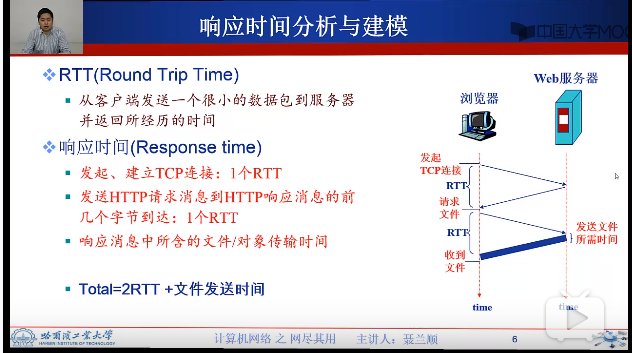 响应时间分析与建模
中国大学MOO
RTT(Round Trip Time)
从客户端发送一个很小的数据包到服务器
并返回所经历的时间
响应时间(Response time)
发起、建立TCP连接：1个RTT
发送HTTP请求消息到HTTP响应消息的前
几个字节到达：1个RTT
响应消息中所含的文件/对象传输时间
Total=2RTT +文件发送时间
Web服务器
浏览器
发起
TCP连接
RTT
请求
文件
RTT
收到
文件
发送文件
所需时间
time
time
哈尔滨工业大学
HARBIN INSTITUTE OF TECHNOLOGY
计算机网络 之 网尽其用
主讲人：聂兰顺
6